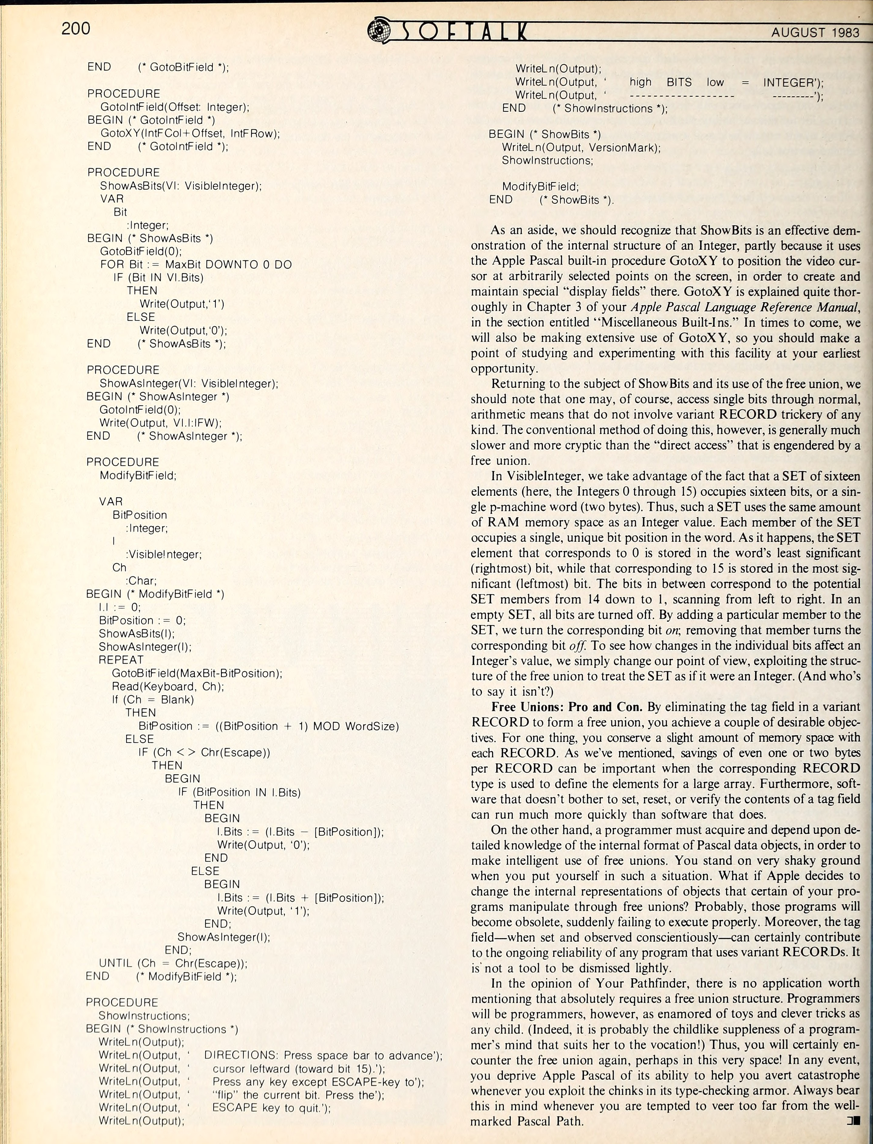 200
SOFTALK
AUGUST 1983
END (* GotoBitField *);
PROCEDURE
GotoIntField(Offset: Integer);
BEGIN (* GotoIntField *)
GotoXY(IntFCol+Offset, IntFRow);
END (* GotoIntField *);
PROCEDURE
ShowAsBits(VI: VisibleInteger);
VAR
Bit
:Integer;
BEGIN (* ShowAsBits *)
GotoBitField(0);
FOR Bit := MaxBit DOWNTO 0 DO
IF (Bit IN VI.Bits)
THEN
Write(Output,'1')
ELSE
Write(Output,'0');
END (* ShowAsBits *);
PROCEDURE
ShowAsInteger(VI: VisibleInteger);
BEGIN (* ShowAsInteger *)
GotoIntField(0);
Write(Output, VI.I:IFW);
END (* ShowAsInteger *);
PROCEDURE
ModifyBitField;
VAR
BitPosition
:Integer;
I
:VisibleInteger;
Ch
:Char;
BEGIN (* ModifyBitField *)
I.I := 0;
BitPosition := 0;
ShowAsBits(I);
ShowAsInteger(I);
REPEAT
GotoBitField(MaxBit-BitPosition);
Read(Keyboard, Ch);
If (Ch = Blank)
THEN
BitPosition := ((BitPosition + 1) MOD WordSize)
ELSE
IF (Ch < > Chr(Escape))
THEN
BEGIN
IF (BitPosition IN I.Bits)
THEN
BEGIN
I.Bits := (I.Bits − [BitPosition]);
Write(Output, '0');
END
ELSE
BEGIN
I.Bits := (I.Bits + [BitPosition]);
Write(Output, '1');
END;
ShowAsInteger(I);
END;
UNTIL (Ch = Chr(Escape));
END (* ModifyBitField *);
PROCEDURE
ShowInstructions;
BEGIN (* ShowInstructions *)
WriteLn(Output);
WriteLn(Output, ' DIRECTIONS: Press space bar to advance');
WriteLn(Output, ' cursor leftward (toward bit 15).');
WriteLn(Output, ' Press any key except ESCAPE-key to');
WriteLn(Output, ' "flip" the current bit. Press the');
WriteLn(Output, ' ESCAPE key to quit.');
WriteLn(Output);
WriteLn(Output);
WriteLn(Output, ' high BITS low = INTEGER');
WriteLn(Output, ' ------------------- ---------');
END (* ShowInstructions *);
BEGIN (* ShowBits *)
WriteLn(Output, VersionMark);
ShowInstructions;
ModifyBitField;
END (* ShowBits *).
As an aside, we should recognize that ShowBits is an effective dem-
onstration of the internal structure of an Integer, partly because it uses
the Apple Pascal built-in procedure GotoXY to position the video cur-
sor at arbitrarily selected points on the screen, in order to create and
maintain special "display fields" there. GotoXY is explained quite thor-
oughly in Chapter 3 of your Apple Pascal Language Reference Manual,
in the section entitled "Miscellaneous Built-Ins." In times to come, we
will also be making extensive use of GotoXY, so you should make a
point of studying and experimenting with this facility at your earliest
opportunity.
Returning to the subject of ShowBits and its use of the free union, we
should note that one may, of course, access single bits through normal,
arithmetic means that do not involve variant RECORD trickery of any
kind. The conventional method of doing this, however, is generally much
slower and more cryptic than the "direct access" that is engendered by a
free union.
In VisibleInteger, we take advantage of the fact that a SET of sixteen
elements (here, the Integers 0 through 15) occupies sixteen bits, or a sin-
gle p-machine word (two bytes). Thus, such a SET uses the same amount
of RAM memory space as an Integer value. Each member of the SET
occupies a single, unique bit position in the word. As it happens, the SET
element that corresponds to 0 is stored in the word's least significant
(rightmost) bit, while that corresponding to 15 is stored in the most sig-
nificant (leftmost) bit. The bits in between correspond to the potential
SET members from 14 down to 1, scanning from left to right. In an
empty SET, all bits are turned off. By adding a particular member to the
SET, we turn the corresponding bit on; removing that member turns the
corresponding bit off. To see how changes in the individual bits affect an
Integer's value, we simply change our point of view, exploiting the struc-
ture of the free union to treat the SET as if it were an Integer. (And who's
to say it isn't?)
Free Unions: Pro and Con. By eliminating the tag field in a variant
RECORD to form a free union, you achieve a couple of desirable objec-
tives. For one thing, you conserve a slight amount of memory space with
each RECORD. As we've mentioned, savings of even one or two bytes
per RECORD can be important when the corresponding RECORD
type is used to define the elements for a large array. Furthermore, soft-
ware that doesn't bother to set, reset, or verify the contents of a tag field
can run much more quickly than software that does.
On the other hand, a programmer must acquire and depend upon de-
tailed knowledge of the internal format of Pascal data objects, in order to
make intelligent use of free unions. You stand on very shaky ground
when you put yourself in such a situation. What if Apple decides to
change the internal representations of objects that certain of your pro-
grams manipulate through free unions? Probably, those programs will
become obsolete, suddenly failing to execute properly. Moreover, the tag
field—when set and observed conscientiously—can certainly contribute
to the ongoing reliability of any program that uses variant RECORDs. It
is not a tool to be dismissed lightly.
In the opinion of Your Pathfinder, there is no application worth
mentioning that absolutely requires a free union structure. Programmers
will be programmers, however, as enamored of toys and clever tricks as
any child. (Indeed, it is probably the childlike suppleness of a program-
mer's mind that suits her to the vocation!) Thus, you will certainly en-
counter the free union again, perhaps in this very space! In any event,
you deprive Apple Pascal of its ability to help you avert catastrophe
whenever you exploit the chinks in its type-checking armor. Always bear
this in mind whenever you are tempted to veer too far from the well-
marked Pascal Path.